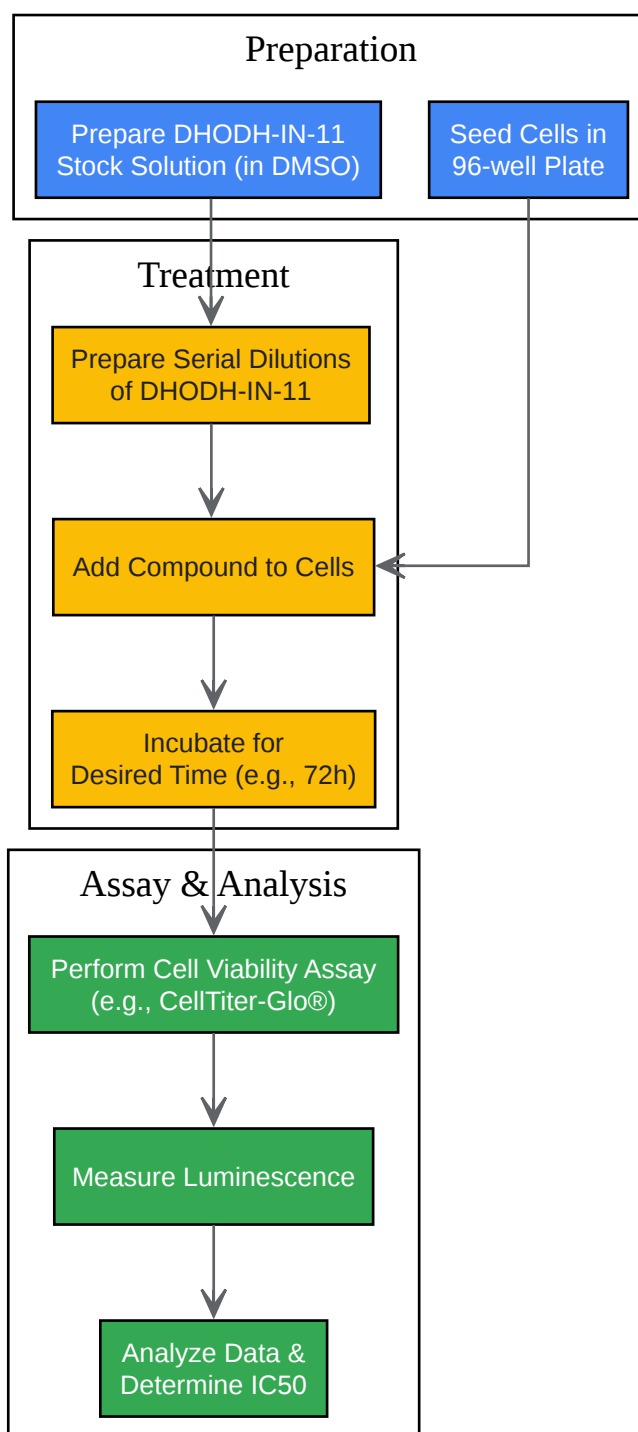 Preparation
Prepare DHODH-IN-11
Stock Solution (in DMSO)
Seed Cells in
96-well Plate
Treatment
Prepare Serial Dilutions
of DHODH-IN-11
Add Compound to Cells
Incubate for
Desired Time (e.g., 72h)
Assay & Analysis
Perform Cell Viability Assay
(e.g., CellTiter-Glo®)
Measure Luminescence
Analyze Data &
Determine IC50